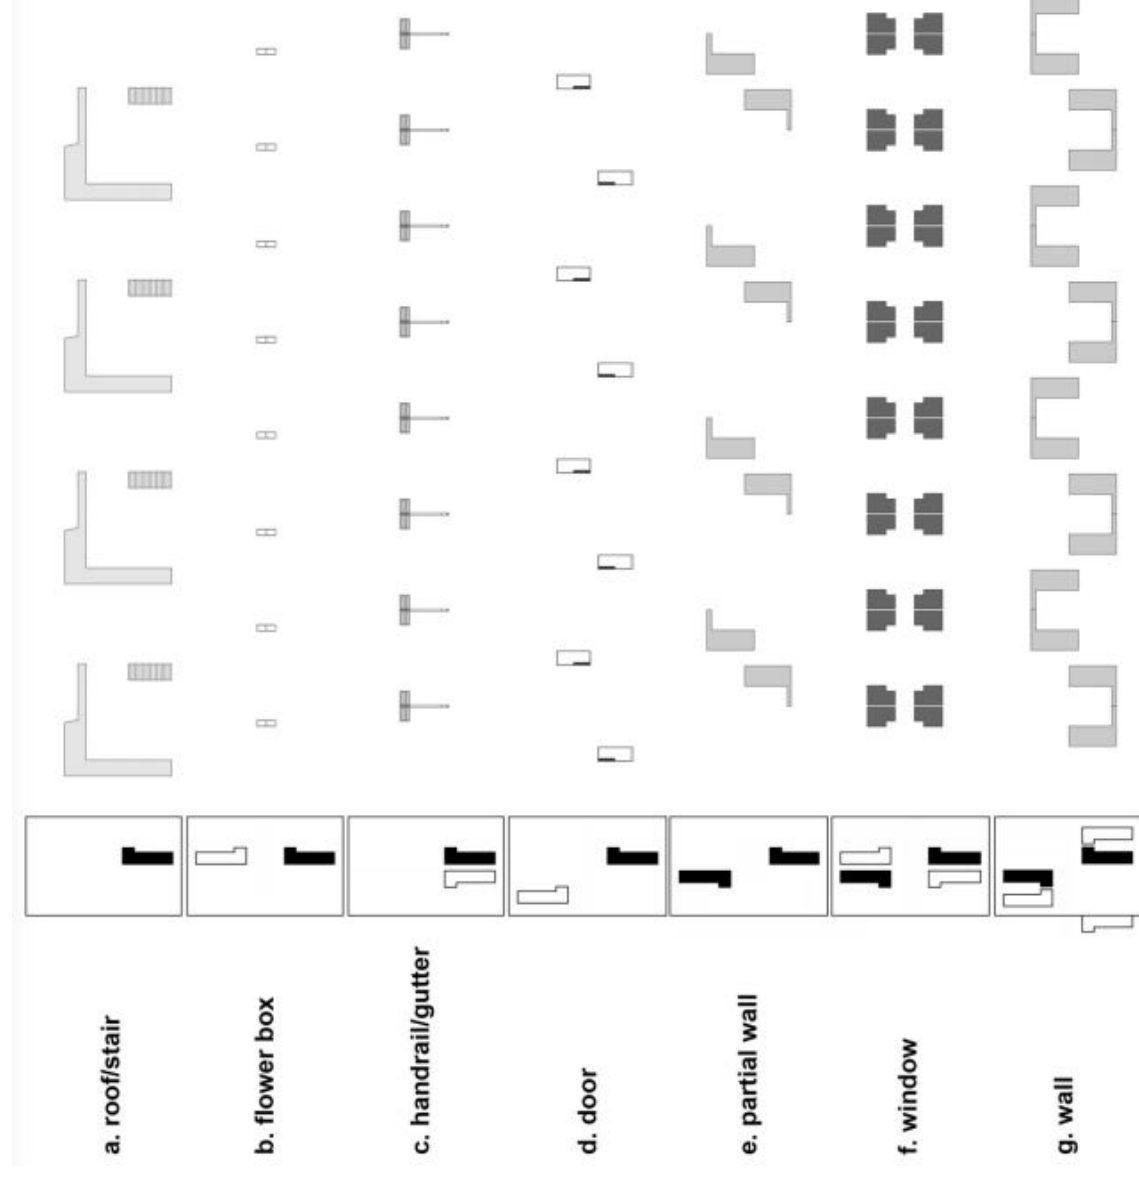 a. roof/stair
b. flower box
c. handrail/gutter
d. door
e. partial wall
f. window
g. wall